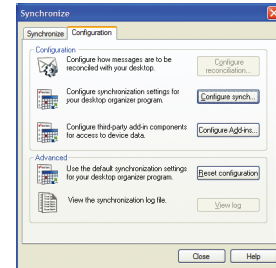 Synchronize
Synchronize
Configuration
Configuration
Configure how messages are to be
reconciled with your desktop.
Configure
reconciliation...
Configure synchronization settings for
your desktop organizer program.
Configure synch...
Configure third-party add-in components
for access to device data.
Configure Add-ins...
Advanced
Use the default synchronization settings
for your desktop organizer program.
Reset configuration
View the synchronization log file.
View log
Close
Help